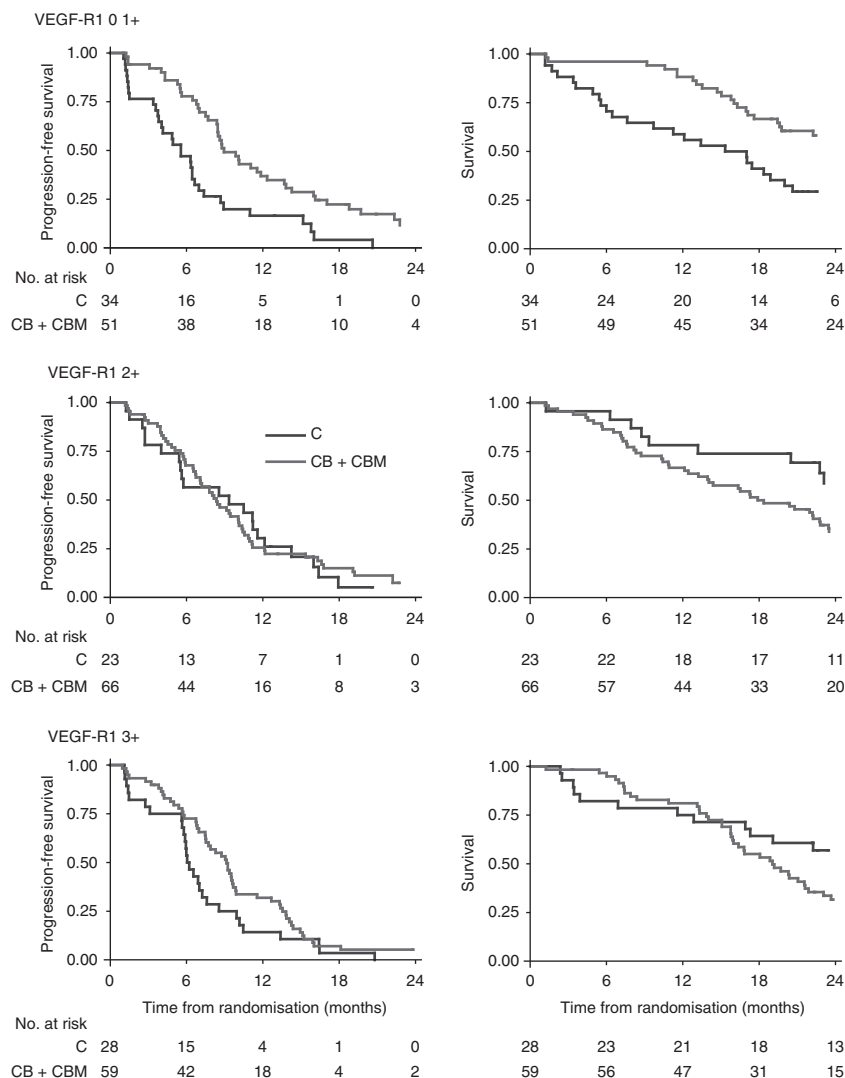 VEGF-R1 0 1+
Progression-free survival
1.00
0.75
0.50
0.25
0.00
0 6 12 18 24
Survival
1.00
0.75
0.50
0.25
0.00
0 6 12 18 24
No. at risk
C 34 16 5 1 0 34 24 20 14 6
CB + CBM 51 38 18 10 4 51 49 45 34 24
VEGF-R1 2+
Progression-free survival
1.00
0.75
0.50
0.25
0.00
C
CB + CBM
0 6 12 18 24
Survival
1.00
0.75
0.50
0.25
0.00
0 6 12 18 24
No. at risk
C 23 13 7 1 0 23 22 18 17 11
CB + CBM 66 44 16 8 3 66 57 44 33 20
VEGF-R1 3+
Progression-free survival
1.00
0.75
0.50
0.25
0.00
0 6 12 18 24
Time from randomisation (months)
Survival
1.00
0.75
0.50
0.25
0.00
0 6 12 18 24
Time from randomisation (months)
No. at risk
C 28 15 4 1 0 28 23 21 18 13
CB + CBM 59 42 18 4 2 59 56 47 31 15